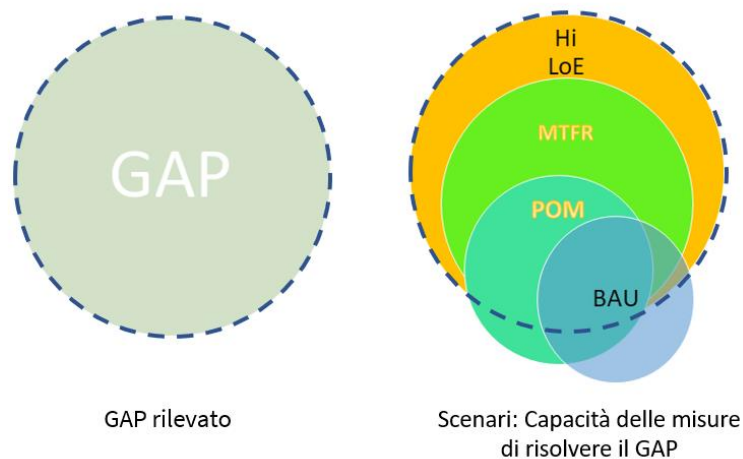 GAP
Hi
LoE
MTFR
POM
BAU
GAP rilevato
Scenari: Capacità delle misure
di risolvere il GAP